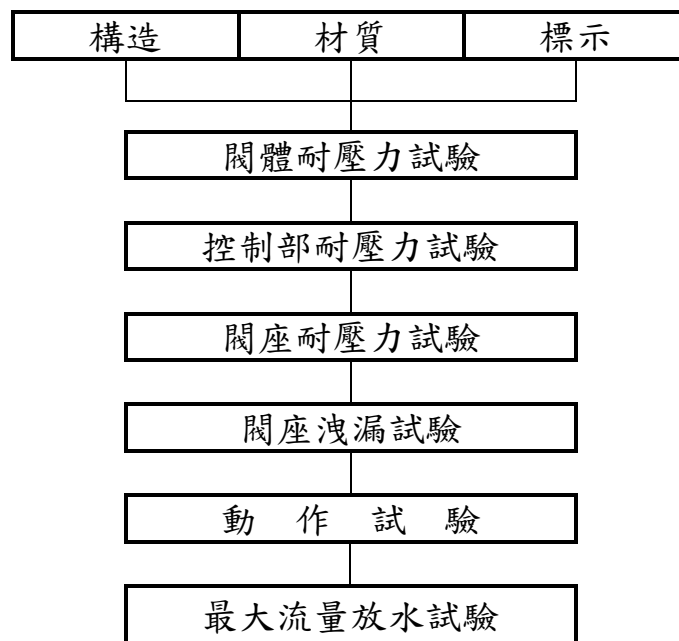 構造 材質 標示
閥體耐壓力試驗
控制部耐壓力試驗
閥座耐壓力試驗
閥座洩漏試驗
動作試驗
最大流量放水試驗